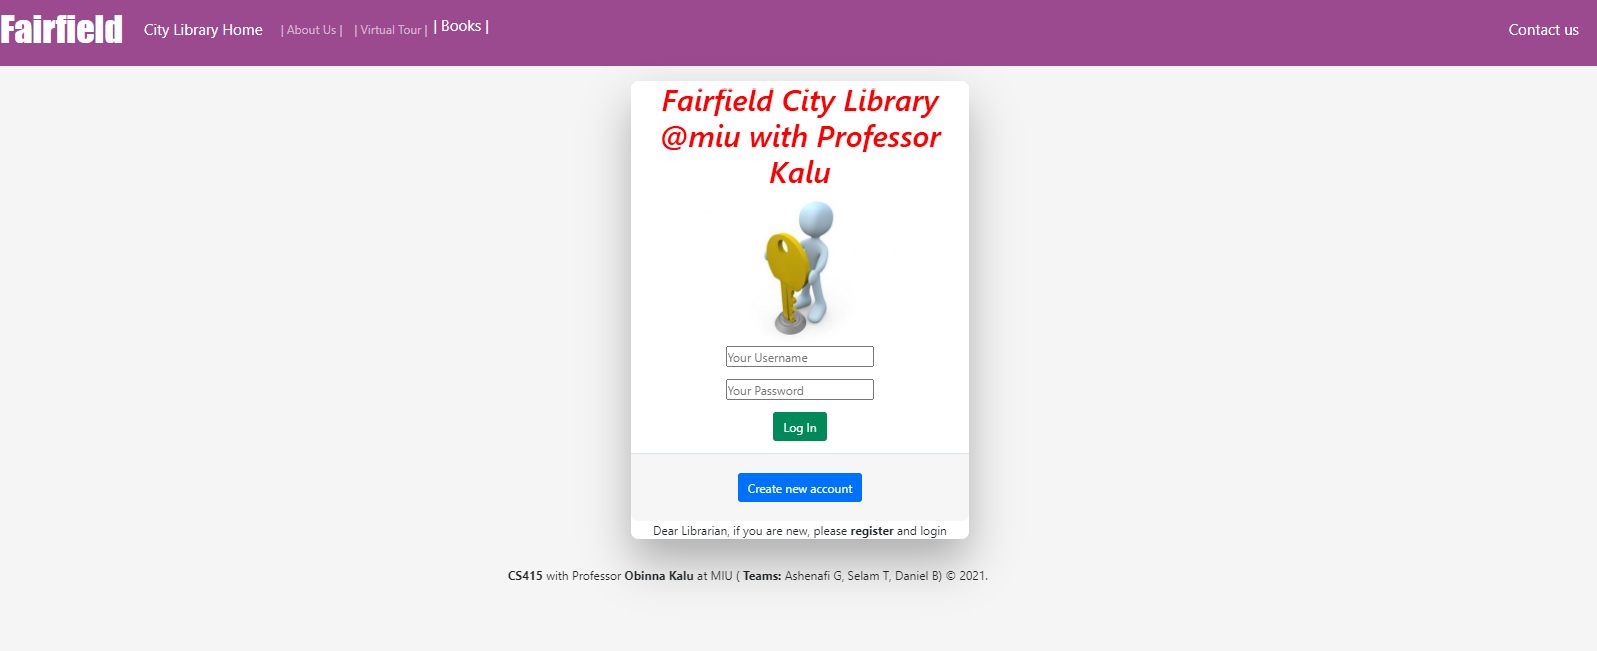 Fairfield City Library Home | About Us | | Virtual Tour | | Books | Contact us
Fairfield City Library
@miu with Professor
Kalu
Your Username
Your Password
Log In
Create new account
Dear Librarian, if you are new, please register and login
CS415 with Professor Obinna Kalu at MIU ( Teams: Ashenafi G, Selam T, Daniel B) © 2021.